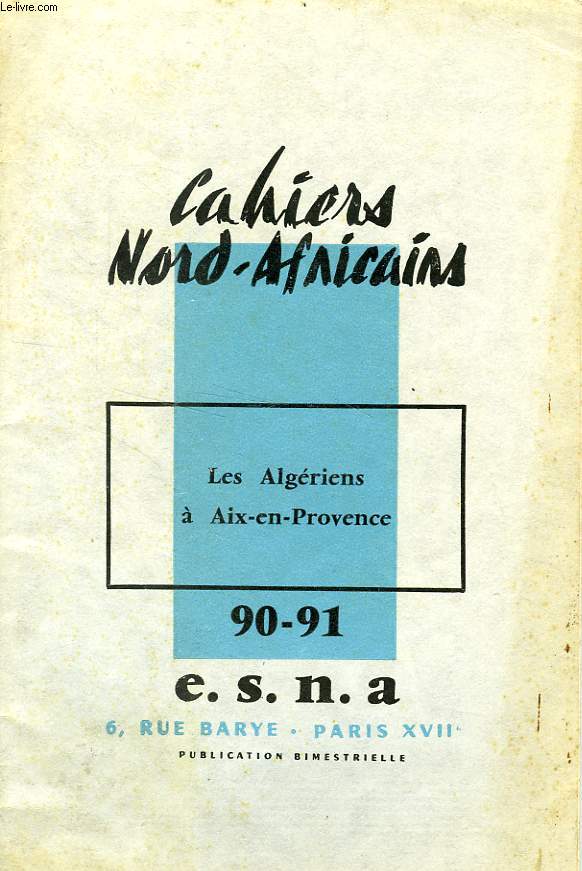 Le-livre.com
Cahiers
Nord-Africains
Les Algériens
à Aix-en-Provence
90-91
e. s. n. a
6, RUE BARYE • PARIS XVIIᵉ
PUBLICATION BIMESTRIELLE